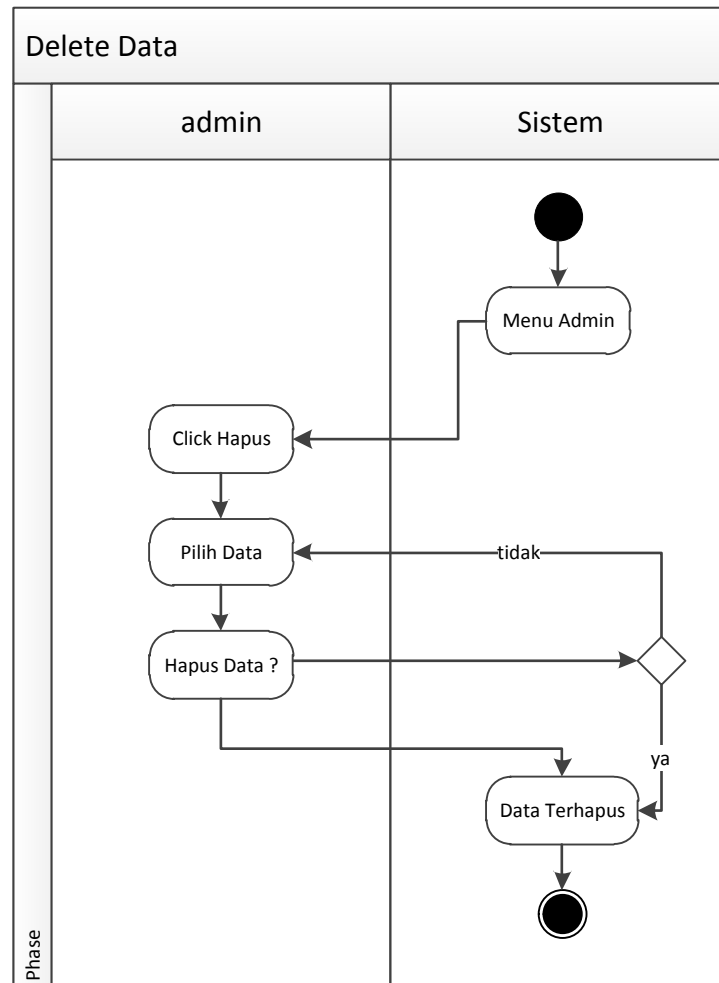 Delete Data
admin
Sistem
Menu Admin
Click Hapus
Pilih Data
tidak
Hapus Data ?
ya
Data Terhapus
Phase